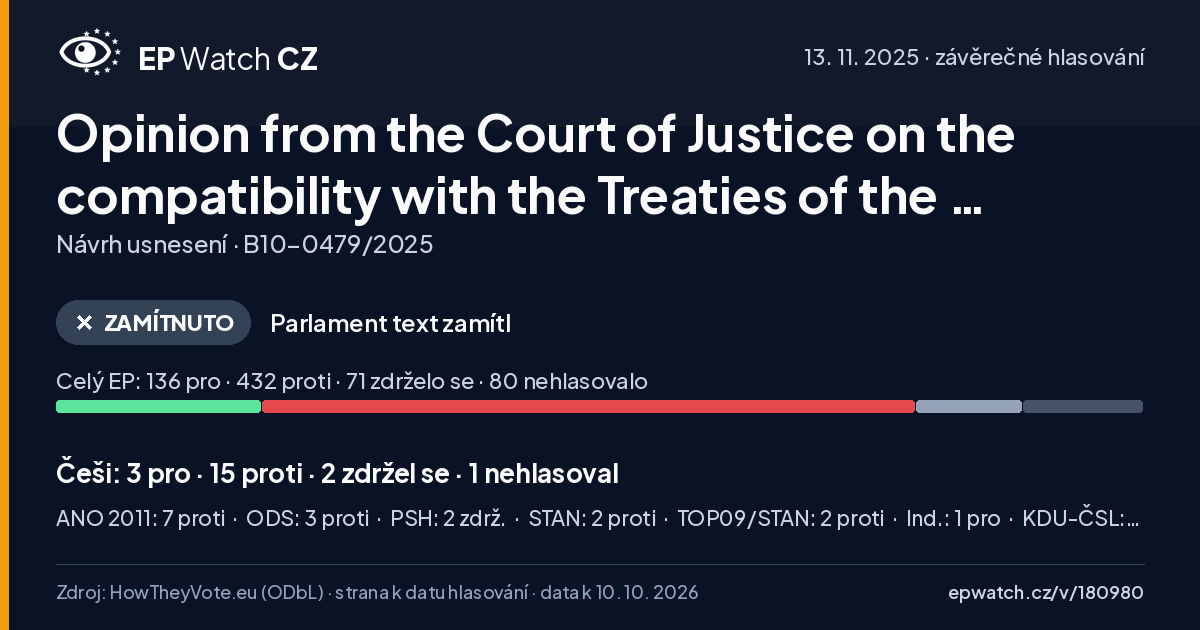 EP Watch CZ
13. 11. 2025 · závěrečné hlasování
Opinion from the Court of Justice on the
compatibility with the Treaties of the …
Návrh usnesení · B10-0479/2025
✕ ZAMÍTNUTO
Parlament text zamítl
Celý EP: 136 pro · 432 proti · 71 zdrželo se · 80 nehlasovalo
Češi: 3 pro · 15 proti · 2 zdržel se · 1 nehlasoval
ANO 2011: 7 proti · ODS: 3 proti · PSH: 2 zdrž. · STAN: 2 proti · TOP09/STAN: 2 proti · Ind.: 1 pro · KDU-ČSL:…
Zdroj: HowTheyVote.eu (ODbL) · strana k datu hlasování · data k 10. 10. 2026
epwatch.cz/v/180980